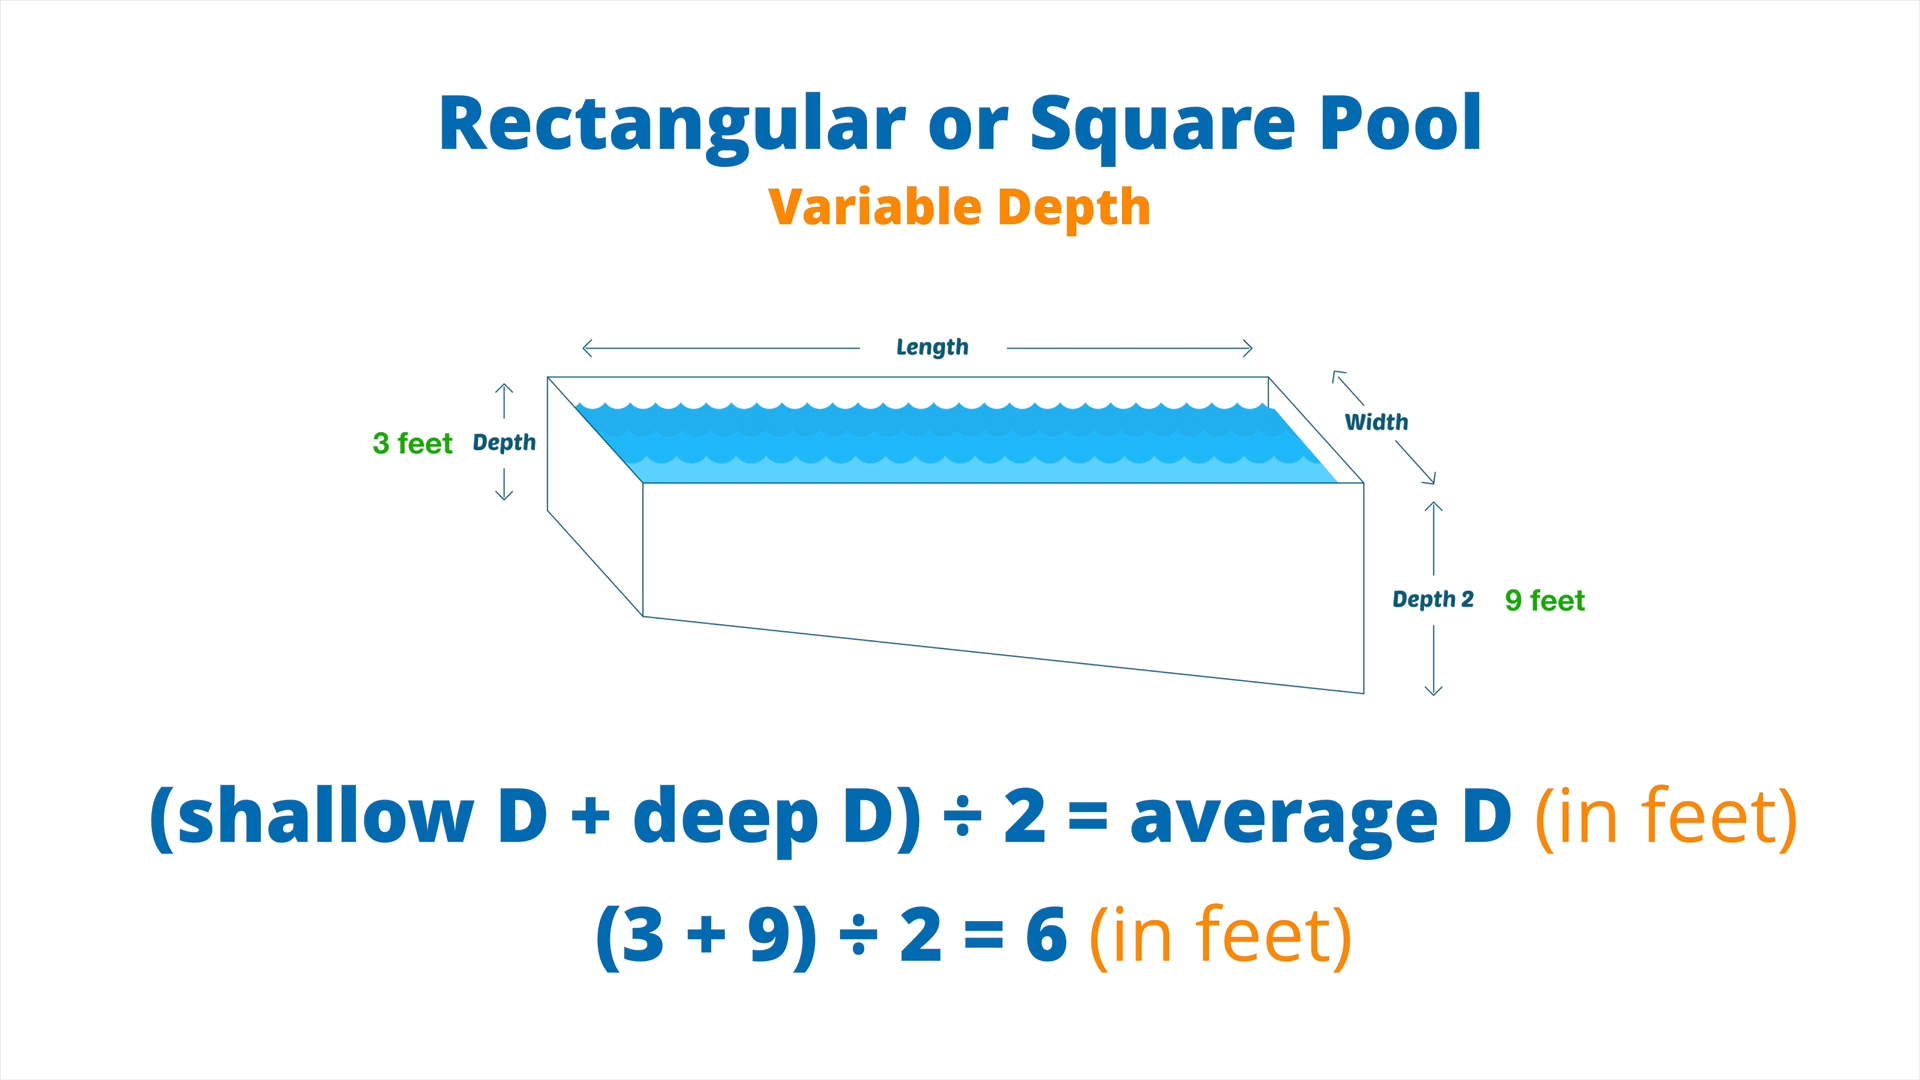 Rectangular or Square Pool
Variable Depth
Length
Width
3 feet Depth
Depth 2 9 feet
(shallow D + deep D) ÷ 2 = average D (in feet)
(3 + 9) ÷ 2 = 6 (in feet)